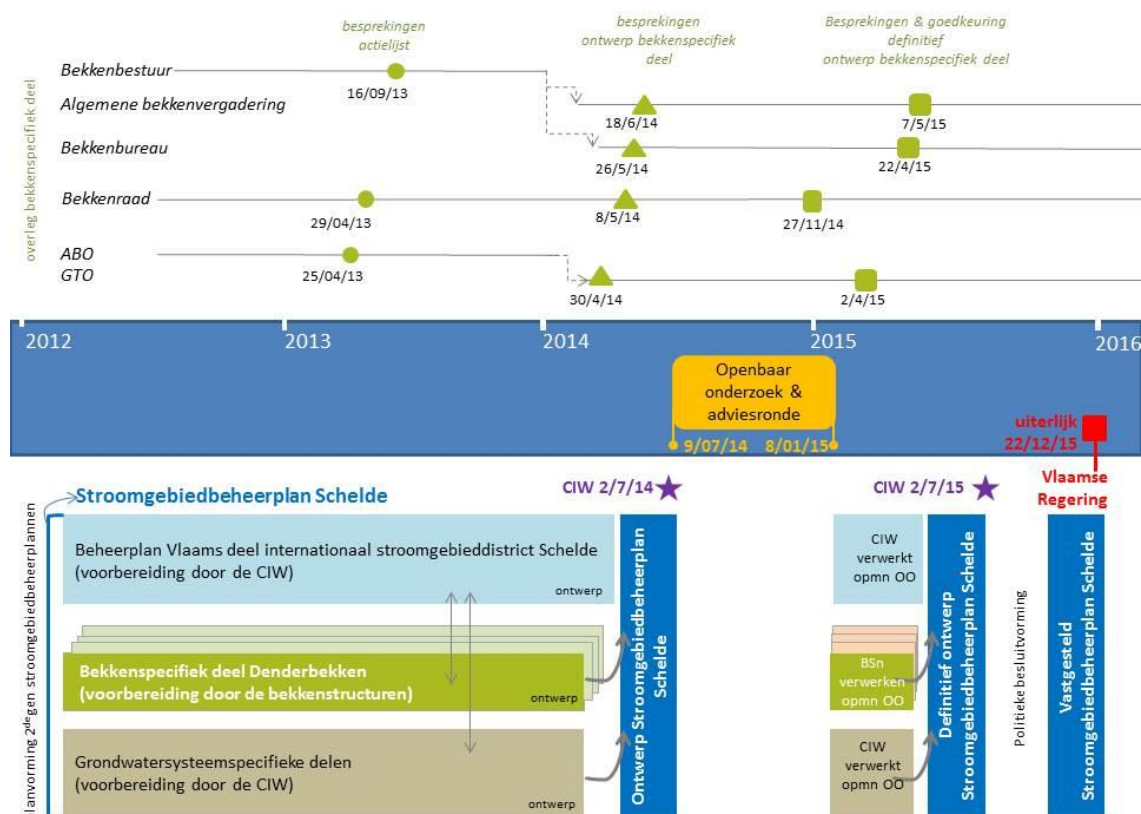 besprekingen
actielijst
besprekingen
ontwerp bekkenspecifiek
deel
Besprekingen & goedkeuring
definitief
ontwerp bekkenspecifiek deel
overleg bekkenspecifiek deel
Bekkenbestuur
16/09/13
Algemene bekkenvergadering
18/6/14
7/5/15
Bekkenbureau
26/5/14
22/4/15
Bekkenraad
29/04/13
8/5/14
27/11/14
ABO
GTO
25/04/13
30/4/14
2/4/15
2012
2013
2014
2015
2016
Openbaar
onderzoek &
adviesronde
9/07/14
8/01/15
uiterlijk
22/12/15
Vlaamse
Regering
Stroomgebiedbeheerplan Schelde
CIW 2/7/14
CIW 2/7/15
2de gen stroomgebiedbeheerplannen
Beheerplan Vlaams deel internationaal stroomgebieddistrict Schelde
(voorbereiding door de CIW)
ontwerp
Bekkenspecifiek deel Denderbekken
(voorbereiding door de bekkenstructuren)
ontwerp
Grondwatersysteemspecifieke delen
(voorbereiding door de CIW)
ontwerp
Ontwerp Stroomgebiedbeheerplan
Schelde
CIW
verwerkt
opmn OO
BSn
verwerken
opmn OO
CIW
verwerkt
opmn OO
Definitief ontwerp
Stroomgebiedbeheerplan Schelde
Politieke besluitvorming
Vastgesteld
Stroomgebiedbeheerplan Schelde